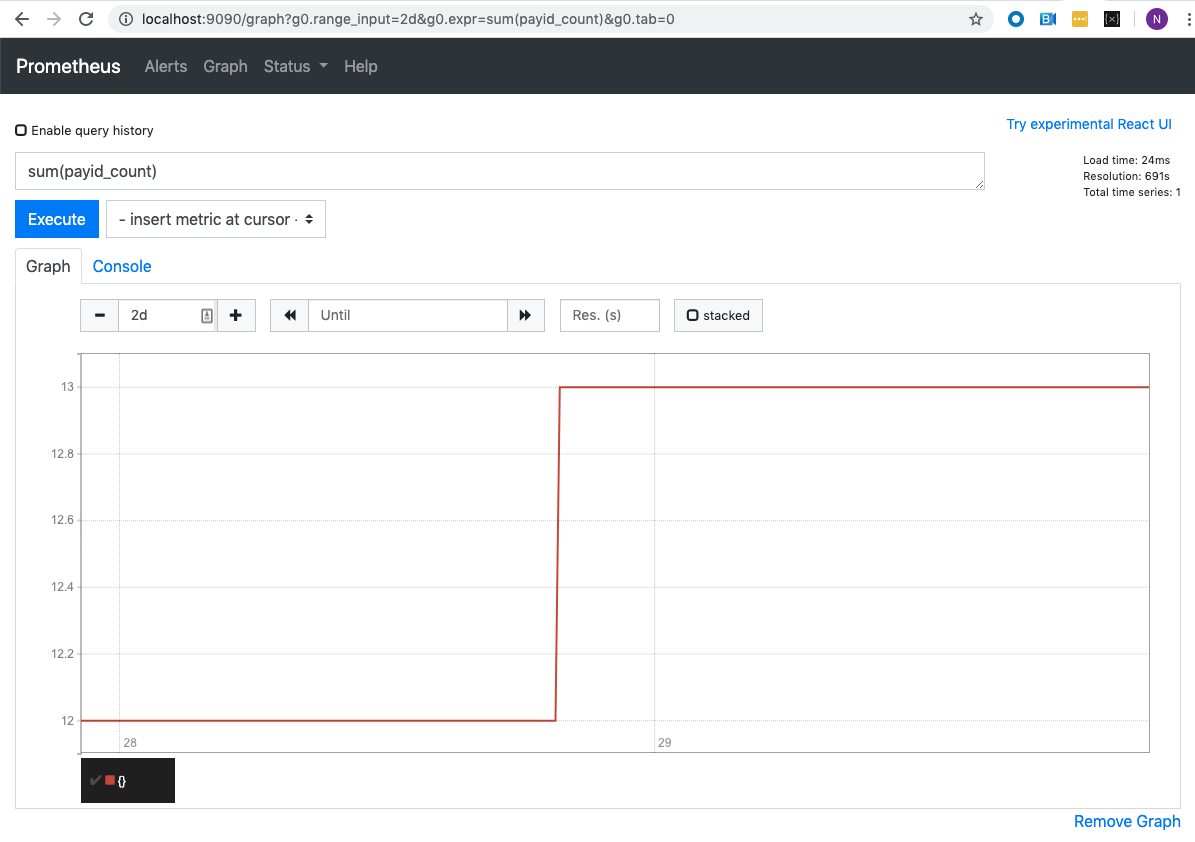 localhost:9090/graph?g0.range_input=2d&g0.expr=sum(payid_count)&g0.tab=0
N
Prometheus Alerts Graph Status Help
Enable query history
Try experimental React UI
sum(payid_count)
Load time: 24ms
Resolution: 691s
Total time series: 1
Execute
- insert metric at cursor -
Graph
Console
2d
Until
Res. (s)
stacked
13
12.8
12.6
12.4
12.2
12
28
29
{}
Remove Graph